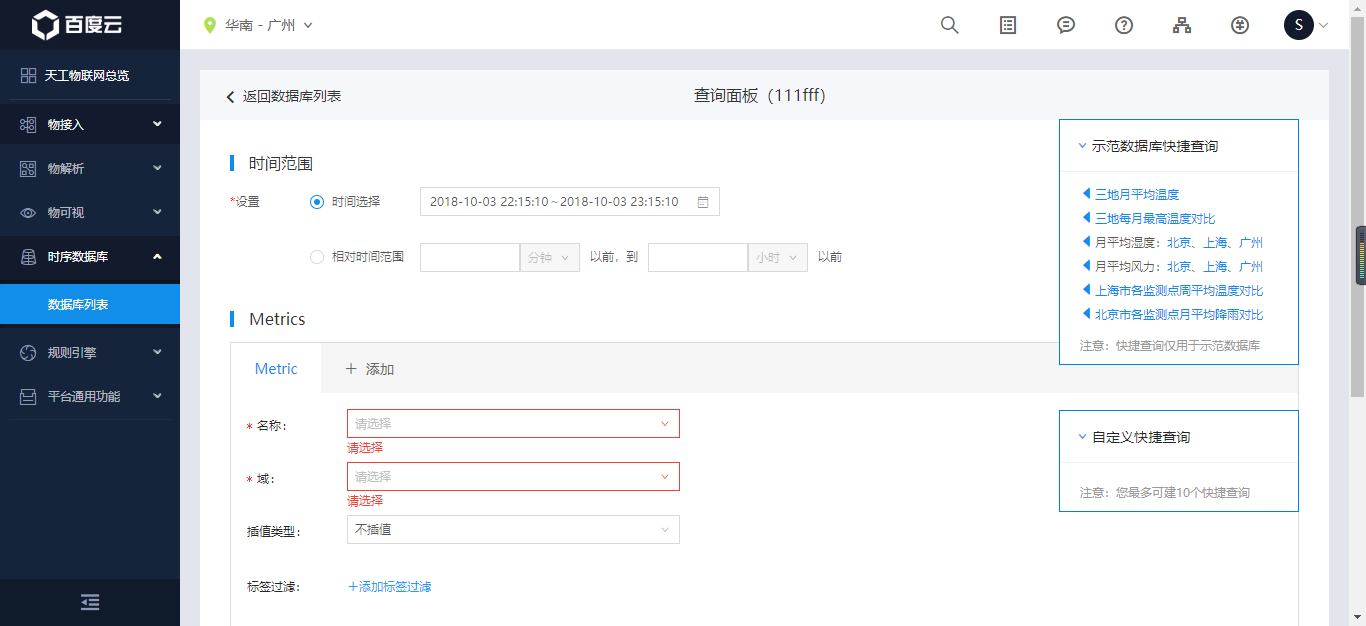 百度云
华南 - 广州
S
天工物联网总览
物接入
物解析
物可视
时序数据库
数据库列表
规则引擎
平台通用功能
返回数据库列表
查询面板（111fff）
时间范围
*设置
时间选择
2018-10-03 22:15:10 ~ 2018-10-03 23:15:10
相对时间范围
分钟
以前，到
小时
以前
Metrics
Metric
＋ 添加
* 名称:
请选择
请选择
* 域:
请选择
请选择
插值类型:
不插值
标签过滤:
＋添加标签过滤
示范数据库快捷查询
三地月平均温度
三地每月最高温度对比
月平均湿度: 北京、上海、广州
月平均风力: 北京、上海、广州
上海市各监测点周平均温度对比
北京市各监测点月平均降雨对比
注意: 快捷查询仅用于示范数据库
自定义快捷查询
注意: 您最多可建10个快捷查询